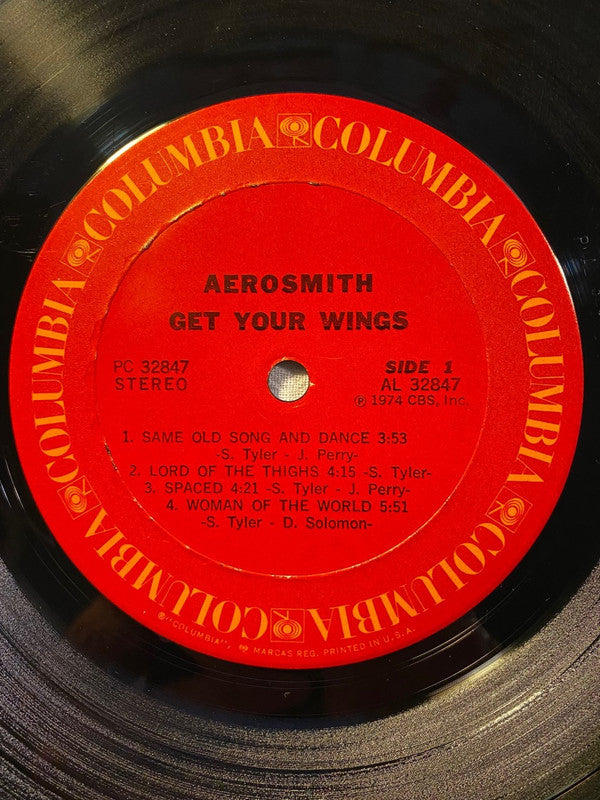 COLUMBIA COLUMBIA COLUMBIA COLUMBIA COLUMBIA COLUMBIA COLUMBIA COLUMBIA
AEROSMITH
GET YOUR WINGS
PC 32847 SIDE 1
STEREO AL 32847
℗ 1974 CBS, Inc.
1. SAME OLD SONG AND DANCE 3:53
-S. Tyler - J. Perry-
2. LORD OF THE THIGHS 4:15 -S. Tyler-
3. SPACED 4:21 -S. Tyler - J. Perry-
4. WOMAN OF THE WORLD 5:51
-S. Tyler - D. Solomon-
®"COLUMBIA", MARCAS REG. PRINTED IN U.S.A.